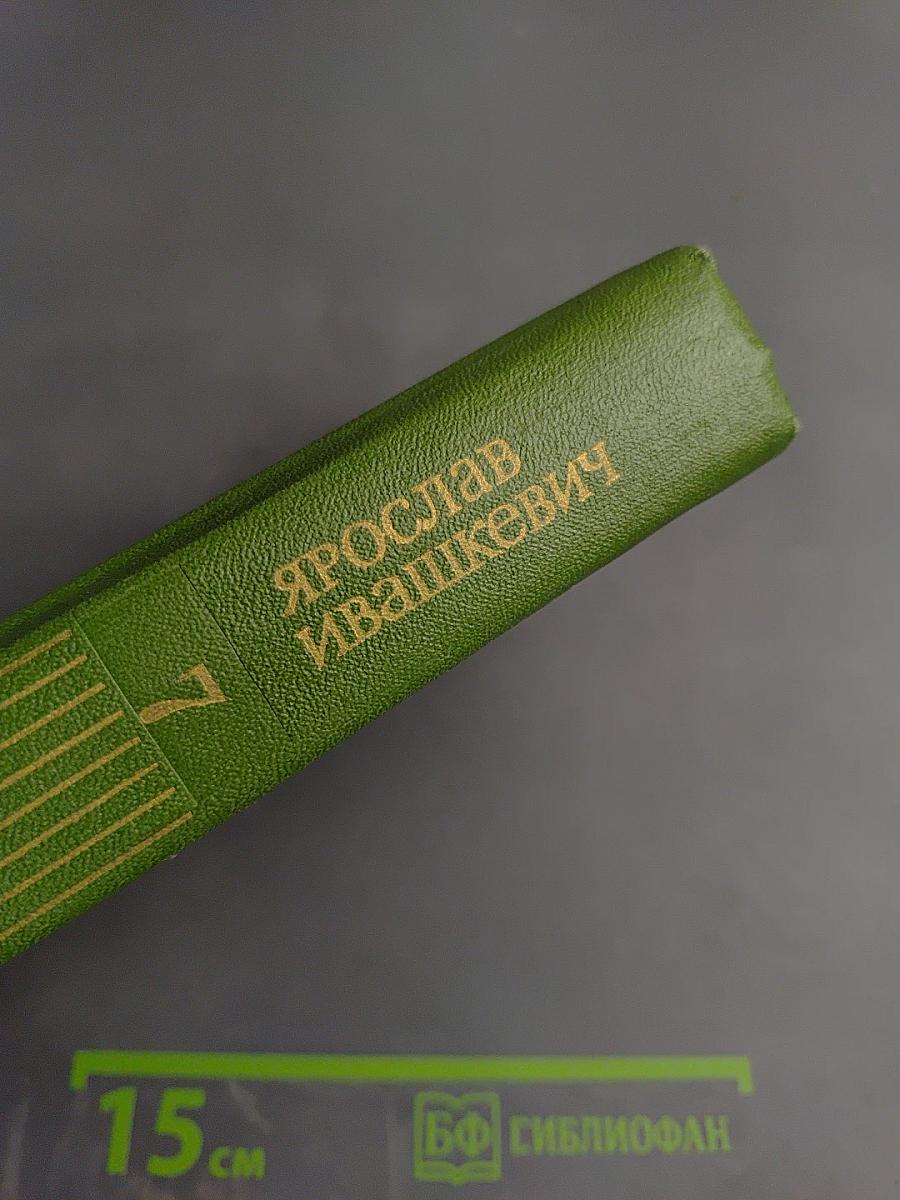 ЯРОСЛАВ
ИВАШКЕВИЧ
7
15 см
БФ БИБЛИОФАН